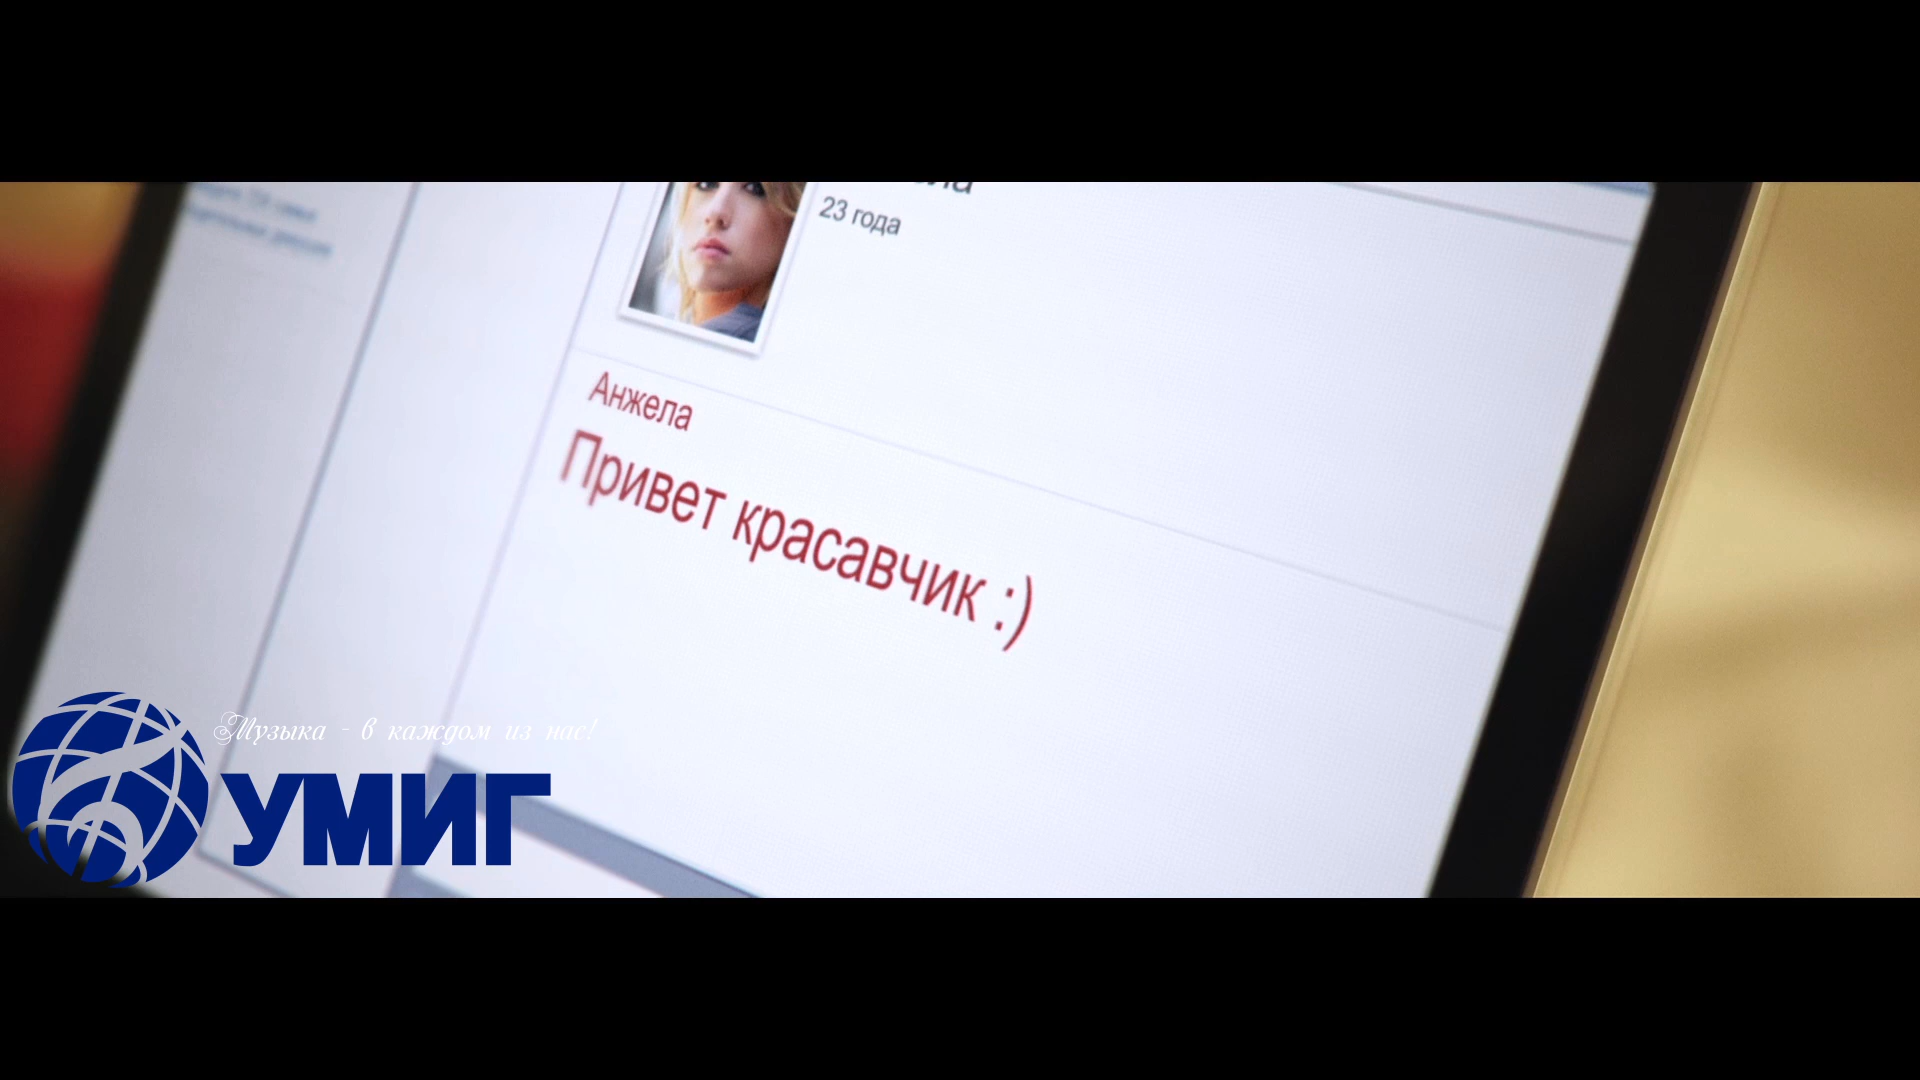 23 года
Анжела
Привет красавчик :)
Музыка - в каждом из нас!
УМИГ